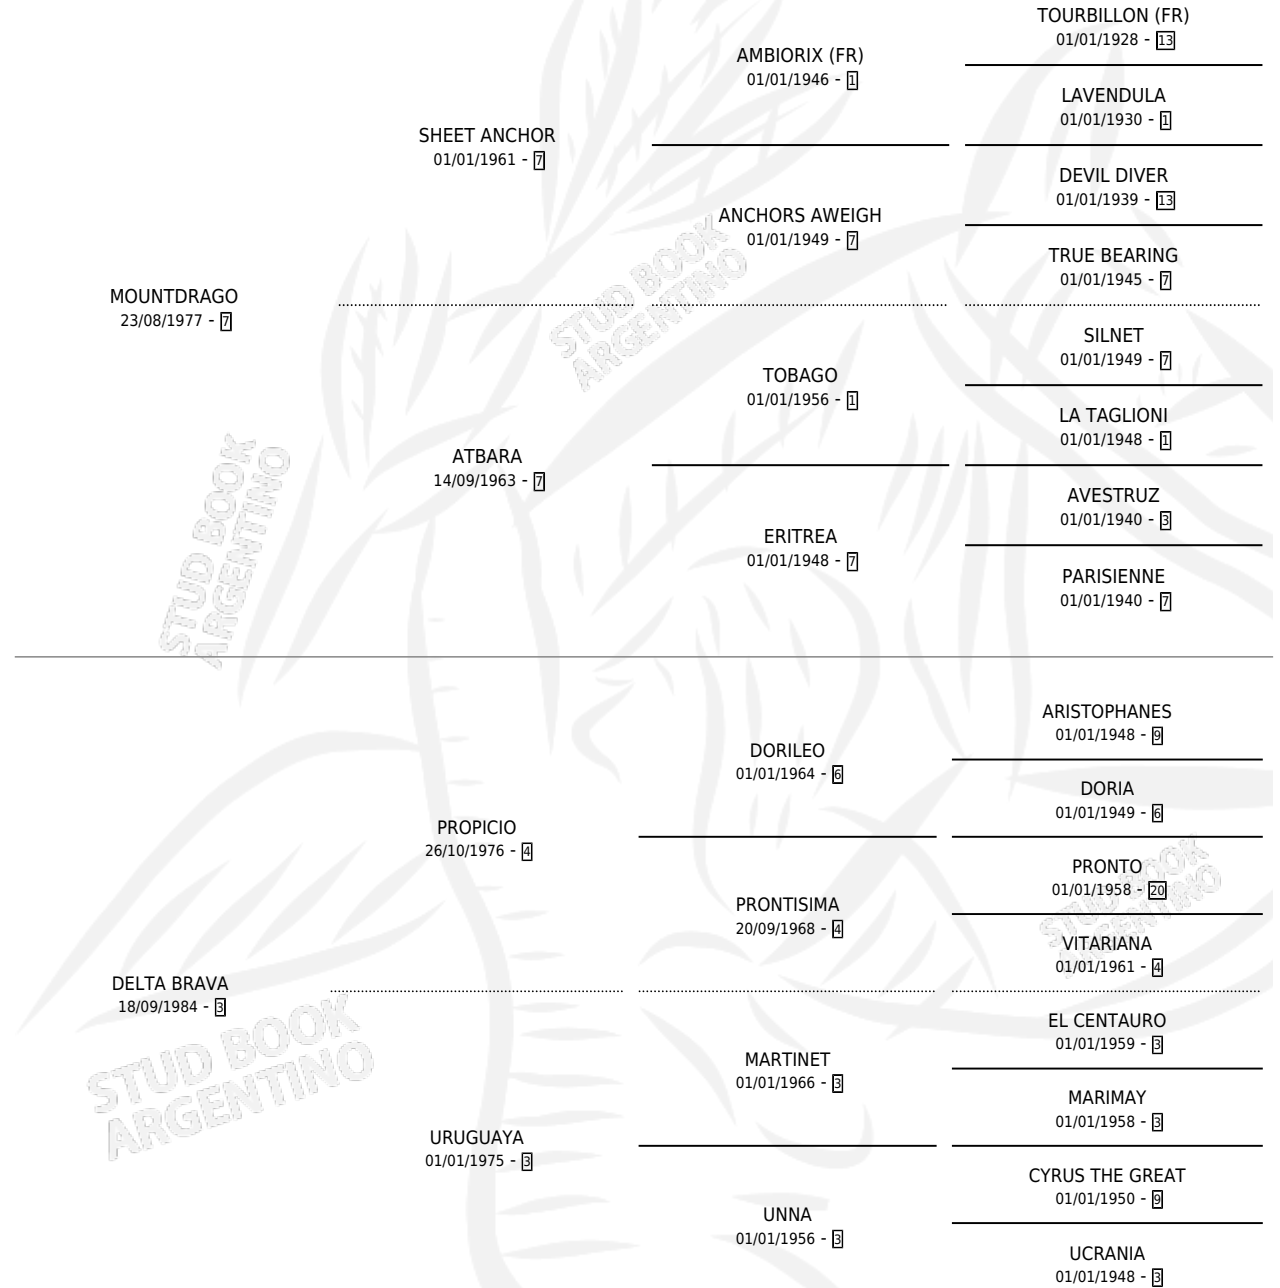 TOURBILLON (FR)
01/01/1928 - 13
AMBIORIX (FR)
01/01/1946 - 1
LAVENDULA
01/01/1930 - 1
SHEET ANCHOR
01/01/1961 - 7
DEVIL DIVER
01/01/1939 - 13
ANCHORS AWEIGH
01/01/1949 - 7
TRUE BEARING
01/01/1945 - 7
MOUNTDRAGO
23/08/1977 - 7
SILNET
01/01/1949 - 7
TOBAGO
01/01/1956 - 1
LA TAGLIONI
01/01/1948 - 1
ATBARA
14/09/1963 - 7
AVESTRUZ
01/01/1940 - 3
ERITREA
01/01/1948 - 7
PARISIENNE
01/01/1940 - 7
ARISTOPHANES
01/01/1948 - 9
DORILEO
01/01/1964 - 6
DORIA
01/01/1949 - 6
PROPICIO
26/10/1976 - 4
PRONTO
01/01/1958 - 20
PRONTISIMA
20/09/1968 - 4
VITARIANA
01/01/1961 - 4
DELTA BRAVA
18/09/1984 - 3
EL CENTAURO
01/01/1959 - 3
MARTINET
01/01/1966 - 3
MARIMAY
01/01/1958 - 3
URUGUAYA
01/01/1975 - 3
CYRUS THE GREAT
01/01/1950 - 9
UNNA
01/01/1956 - 3
UCRANIA
01/01/1948 - 3
STUD BOOK
ARGENTINO
STUD BOOK
ARGENTINO
STUD BOOK
ARGENTINO
STUD BOOK
ARGENTINO